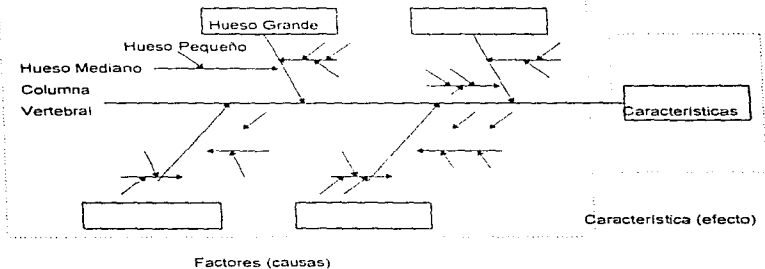 Hueso Grande
Hueso Pequeño
Hueso Mediano
Columna
Vertebral
Características
Característica (efecto)
Factores (causas)